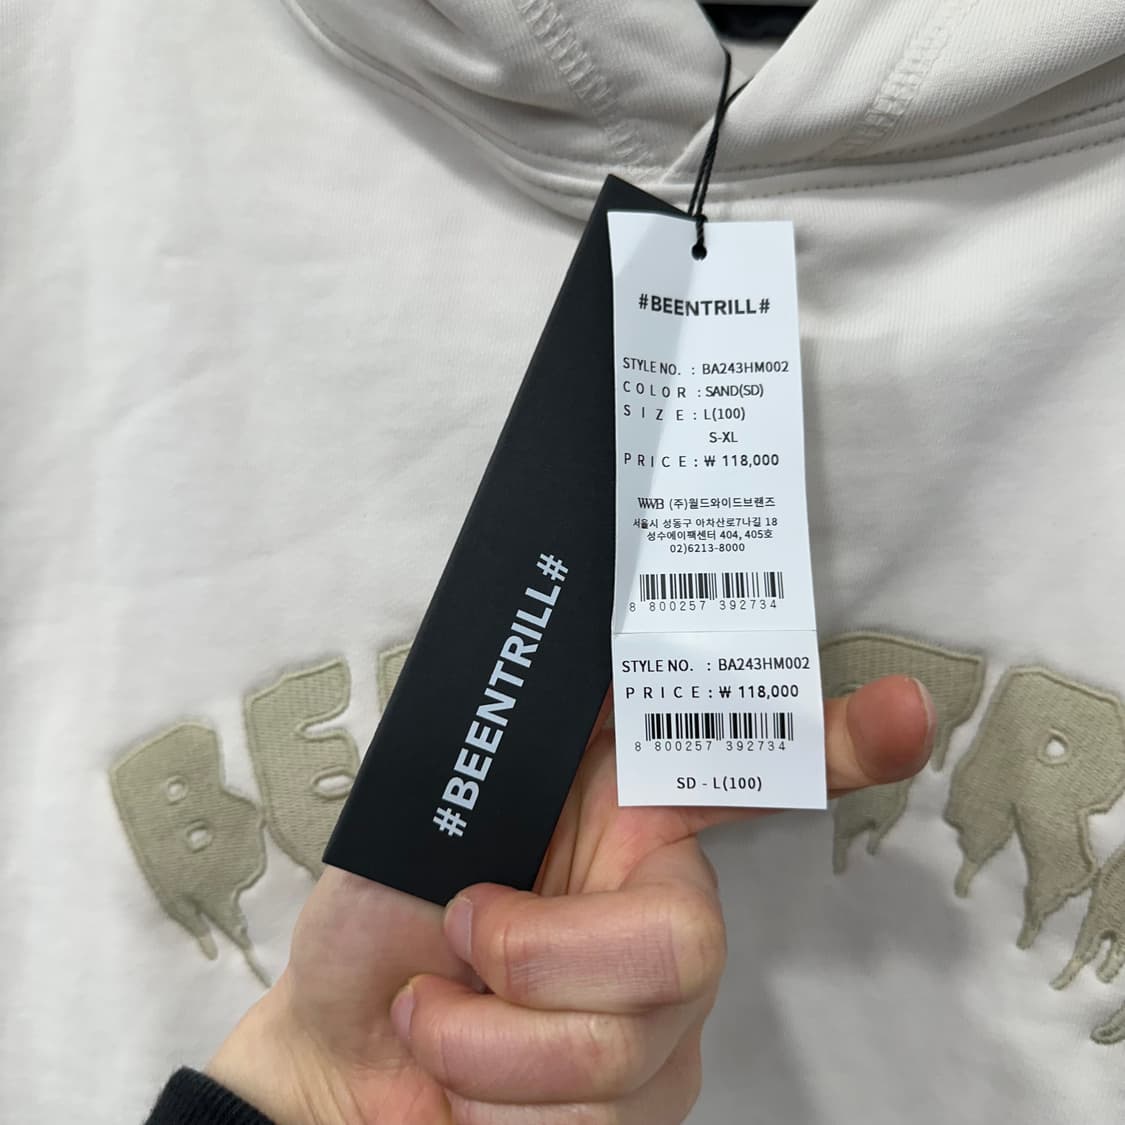 #BEENTRILL#
STYLE NO. : BA243HM002
COLOR : SAND(SD)
SIZE : L(100)
S-XL
PRICE : ₩ 118,000
WWB (주)월드와이드브랜즈
서울시 성동구 아차산로7나길 18
성수에이팩센터 404, 405호
02)6213-8000
8 800257 392734
STYLE NO. : BA243HM002
PRICE : ₩ 118,000
8 800257 392734
SD - L(100)
#BEENTRILL#